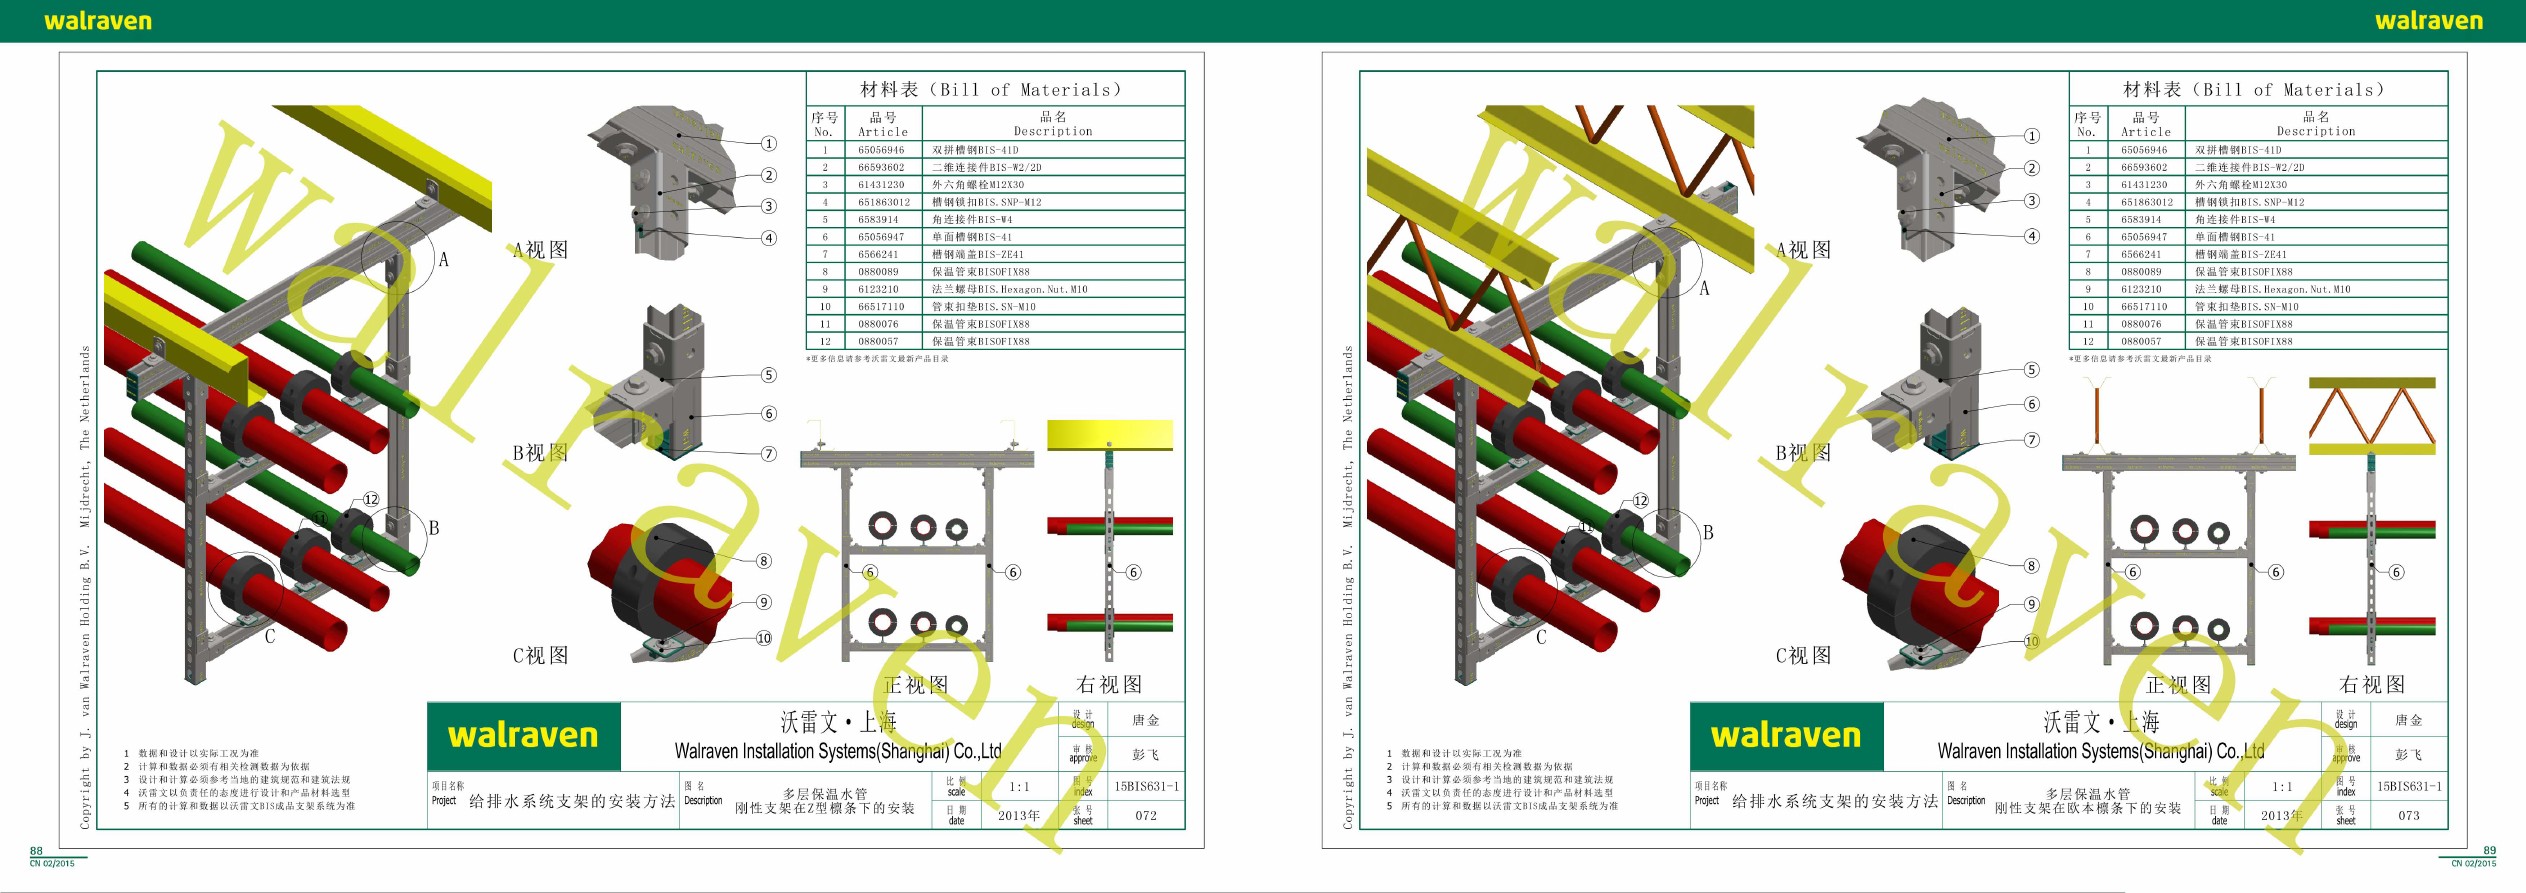 walraven
walraven
材料表（Bill of Materials）
序号 品号 品名
No. Article Description
1 65056946 双拼槽钢BIS-41D
2 66593602 二维连接件BIS-W2/2D
3 61431230 外六角螺栓M12X30
4 651863012 槽钢锁扣BIS.SNP-M12
5 6583914 角连接件BIS-W4
6 65056947 单面槽钢BIS-41
7 6566241 槽钢端盖BIS-ZE41
8 0880089 保温管束BISOFIX88
9 6123210 法兰螺母BIS.Hexagon.Nut.M10
10 66517110 管束扣垫BIS.SN-M10
11 0880076 保温管束BISOFIX88
12 0880057 保温管束BISOFIX88
*更多信息请参考沃雷文最新产品目录
1
2
3
4
A视图
A
5
6
7
B视图
B
12
11
8
9
10
C视图
C
6
6
6
正视图
右视图
walraven
Copyright by J. van Walraven Holding B.V. Mijdrecht, The Netherlands
1 数据和设计以实际工况为准
2 计算和数据必须有相关检测数据为依据
3 设计和计算必须参考当地的建筑规范和建筑法规
4 沃雷文以负责任的态度进行设计和产品材料选型
5 所有的计算和数据以沃雷文BIS成品支架系统为准
walraven
沃雷文·上海
Walraven Installation Systems(Shanghai) Co.,Ltd
设计 design 唐金
审核 approve 彭飞
项目名称 Project 给排水系统支架的安装方法
图名 Description 多层保温水管
刚性支架在Z型檩条下的安装
比例 scale 1:1
图号 index 15BIS631-1
日期 date 2013年
张号 sheet 072
88
CN 02/2015
材料表（Bill of Materials）
序号 品号 品名
No. Article Description
1 65056946 双拼槽钢BIS-41D
2 66593602 二维连接件BIS-W2/2D
3 61431230 外六角螺栓M12X30
4 651863012 槽钢锁扣BIS.SNP-M12
5 6583914 角连接件BIS-W4
6 65056947 单面槽钢BIS-41
7 6566241 槽钢端盖BIS-ZE41
8 0880089 保温管束BISOFIX88
9 6123210 法兰螺母BIS.Hexagon.Nut.M10
10 66517110 管束扣垫BIS.SN-M10
11 0880076 保温管束BISOFIX88
12 0880057 保温管束BISOFIX88
*更多信息请参考沃雷文最新产品目录
1
2
3
4
A视图
A
5
6
7
B视图
B
12
11
8
9
10
C视图
C
6
6
6
正视图
右视图
walraven
Copyright by J. van Walraven Holding B.V. Mijdrecht, The Netherlands
1 数据和设计以实际工况为准
2 计算和数据必须有相关检测数据为依据
3 设计和计算必须参考当地的建筑规范和建筑法规
4 沃雷文以负责任的态度进行设计和产品材料选型
5 所有的计算和数据以沃雷文BIS成品支架系统为准
walraven
沃雷文·上海
Walraven Installation Systems(Shanghai) Co.,Ltd
设计 design 唐金
审核 approve 彭飞
项目名称 Project 给排水系统支架的安装方法
图名 Description 多层保温水管
刚性支架在欧本檩条下的安装
比例 scale 1:1
图号 index 15BIS631-1
日期 date 2013年
张号 sheet 073
89
CN 02/2015